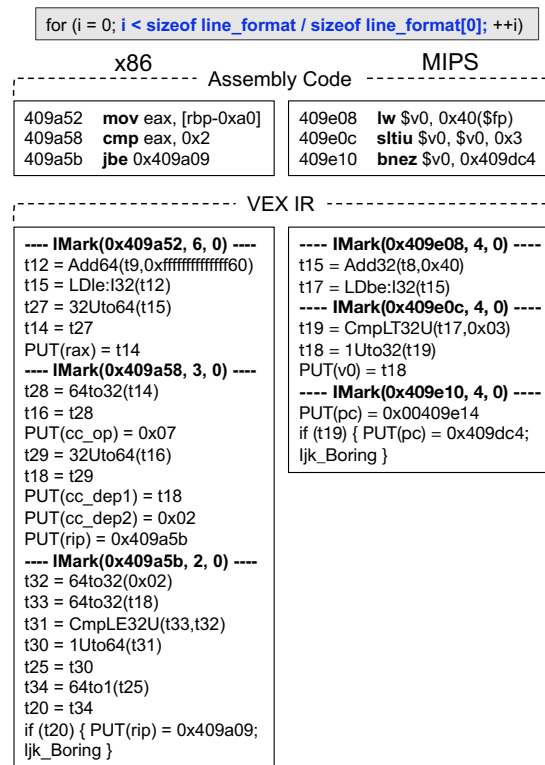 for (i = 0; i < sizeof line_format / sizeof line_format[0]; ++i)
x86
MIPS
Assembly Code
409a52 mov eax, [rbp-0xa0]
409a58 cmp eax, 0x2
409a5b jbe 0x409a09
409e08 lw $v0, 0x40($fp)
409e0c sltiu $v0, $v0, 0x3
409e10 bnez $v0, 0x409dc4
VEX IR
---- IMark(0x409a52, 6, 0) ----
t12 = Add64(t9,0xffffffffffffff60)
t15 = LDle:I32(t12)
t27 = 32Uto64(t15)
t14 = t27
PUT(rax) = t14
---- IMark(0x409a58, 3, 0) ----
t28 = 64to32(t14)
t16 = t28
PUT(cc_op) = 0x07
t29 = 32Uto64(t16)
t18 = t29
PUT(cc_dep1) = t18
PUT(cc_dep2) = 0x02
PUT(rip) = 0x409a5b
---- IMark(0x409a5b, 2, 0) ----
t32 = 64to32(0x02)
t33 = 64to32(t18)
t31 = CmpLE32U(t33,t32)
t30 = 1Uto64(t31)
t25 = t30
t34 = 64to1(t25)
t20 = t34
if (t20) { PUT(rip) = 0x409a09;
Ijk_Boring }
---- IMark(0x409e08, 4, 0) ----
t15 = Add32(t8,0x40)
t17 = LDbe:I32(t15)
---- IMark(0x409e0c, 4, 0) ----
t19 = CmpLT32U(t17,0x03)
t18 = 1Uto32(t19)
PUT(v0) = t18
---- IMark(0x409e10, 4, 0) ----
PUT(pc) = 0x00409e14
if (t19) { PUT(pc) = 0x409dc4;
Ijk_Boring }